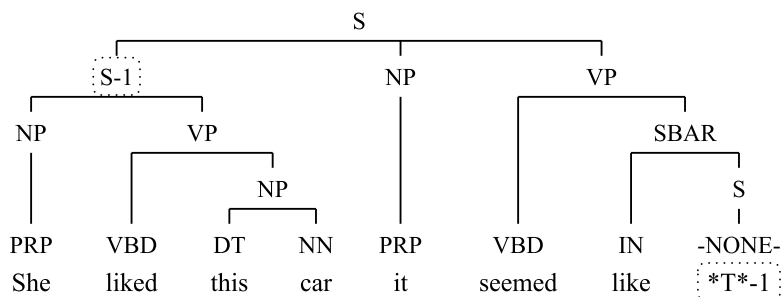 S
S-1 NP VP
NP VP SBAR
NP S
PRP VBD DT NN PRP VBD IN -NONE-
She liked this car it seemed like *T*-1